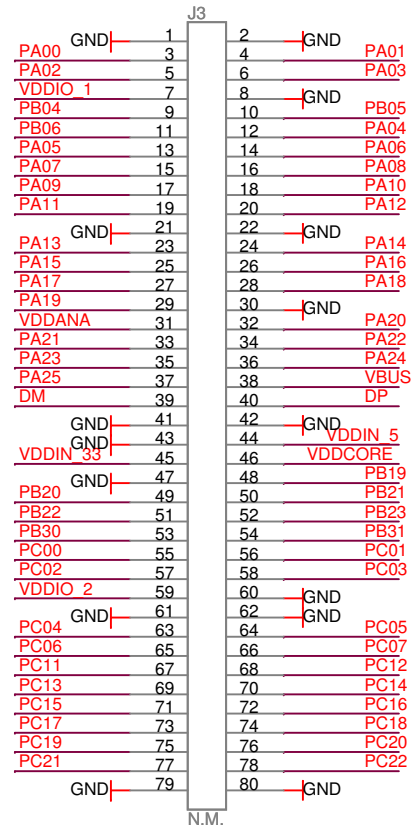 J3
GND 1 2 GND
PA00 3 4 PA01
PA02 5 6 PA03
VDDIO_1 7 8 GND
PB04 9 10 PB05
PB06 11 12 PA04
PA05 13 14 PA06
PA07 15 16 PA08
PA09 17 18 PA10
PA11 19 20 PA12
GND 21 22 GND
PA13 23 24 PA14
PA15 25 26 PA16
PA17 27 28 PA18
PA19 29 30 GND
VDDANA 31 32 PA20
PA21 33 34 PA22
PA23 35 36 PA24
PA25 37 38 VBUS
DM 39 40 DP
GND 41 42 GND
GND 43 44 VDDIN_5
VDDIN_33 45 46 VDDCORE
GND 47 48 PB19
PB20 49 50 PB21
PB22 51 52 PB23
PB30 53 54 PB31
PC00 55 56 PC01
PC02 57 58 PC03
VDDIO_2 59 60 GND
GND 61 62 GND
PC04 63 64 PC05
PC06 65 66 PC07
PC11 67 68 PC12
PC13 69 70 PC14
PC15 71 72 PC16
PC17 73 74 PC18
PC19 75 76 PC20
PC21 77 78 PC22
GND 79 80 GND
N.M.